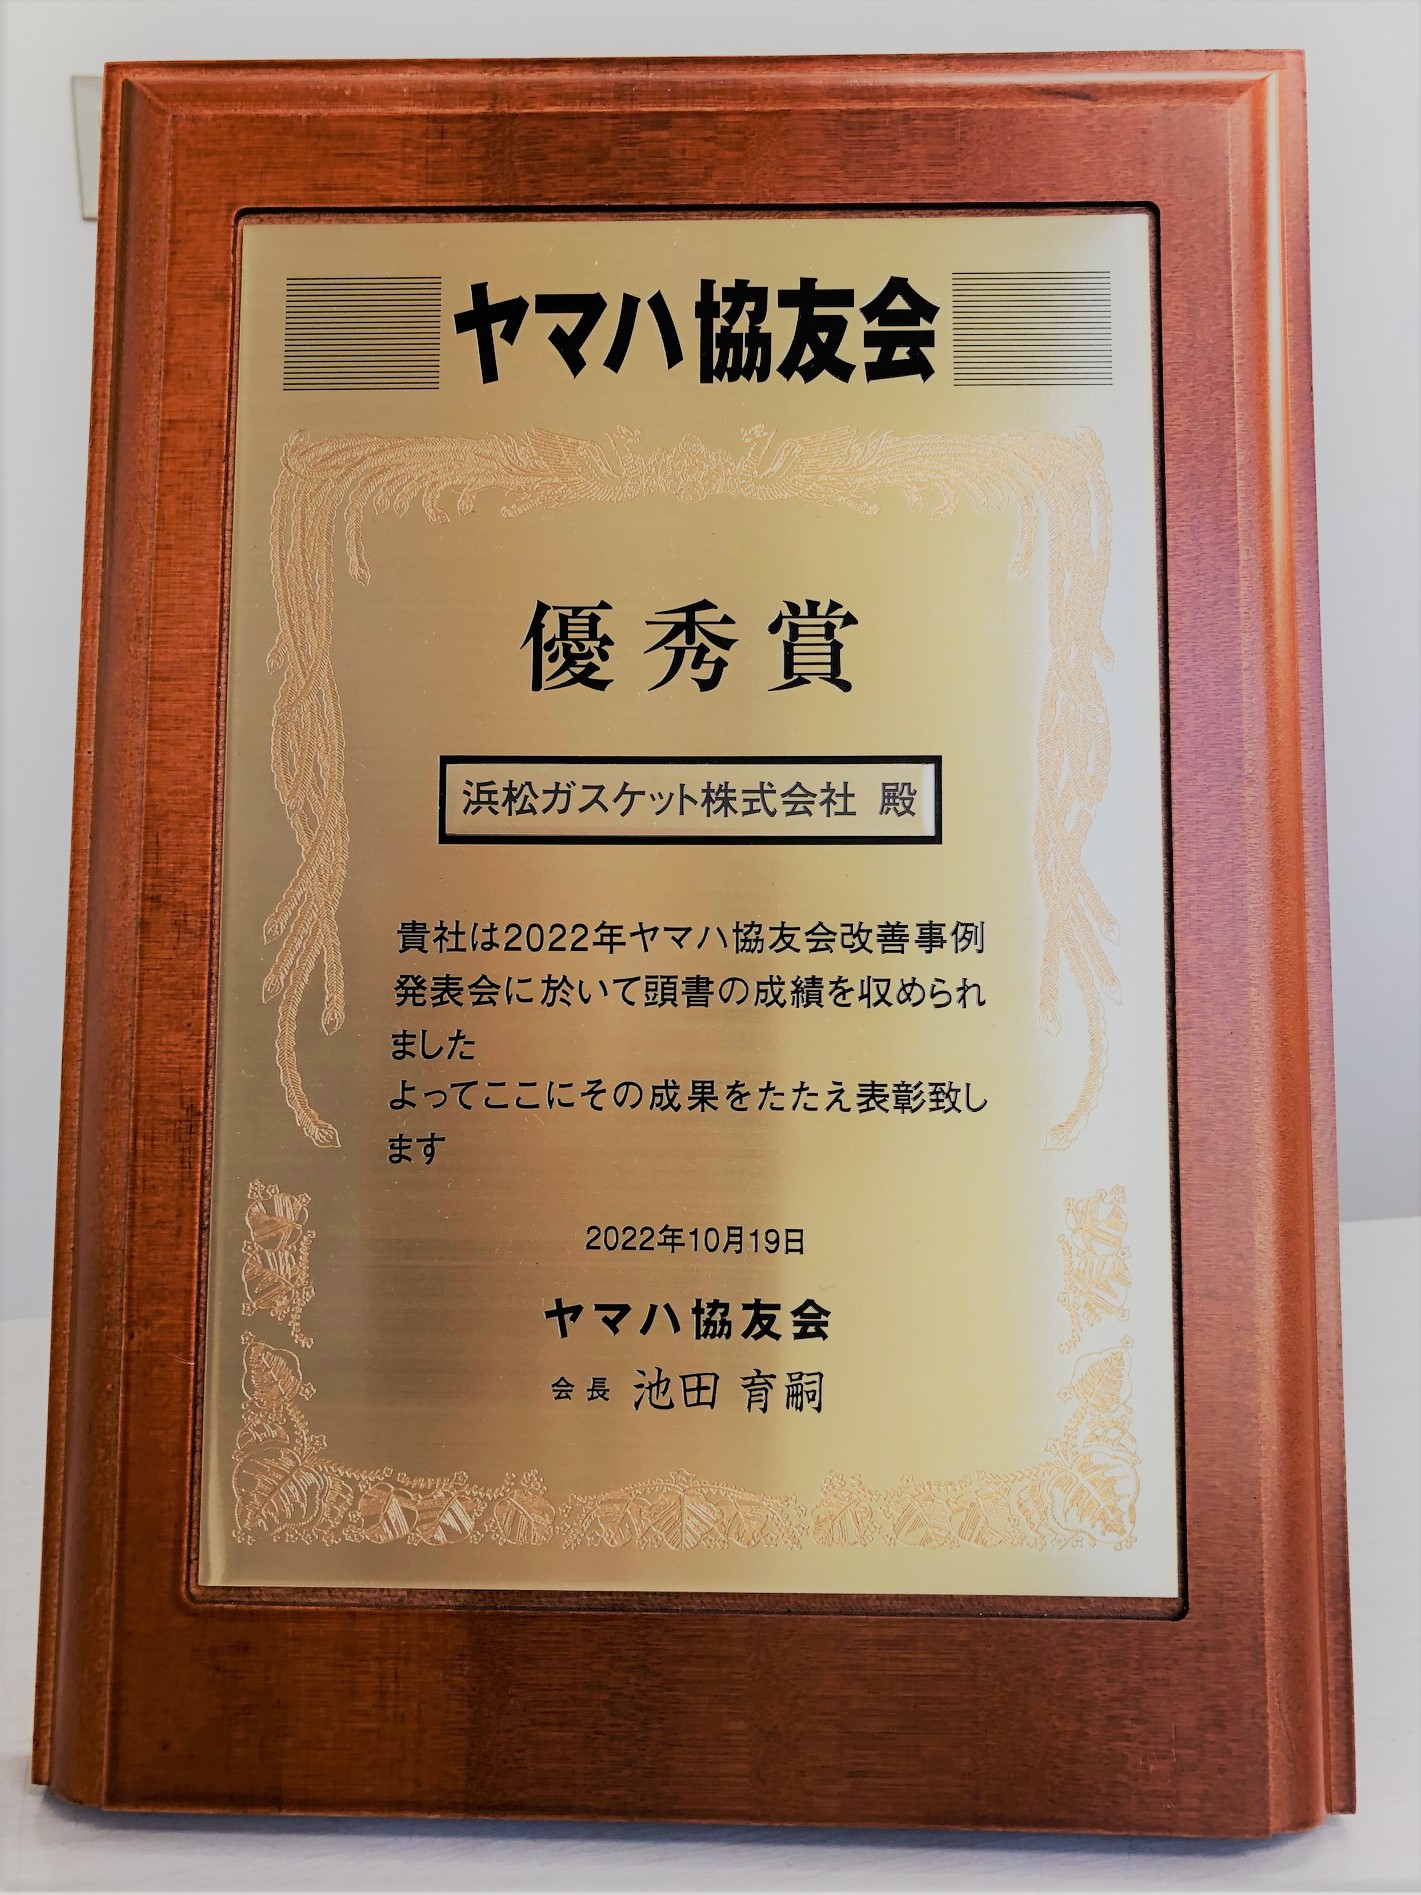 ヤマハ協友会
優秀賞
浜松ガスケット株式会社 殿
貴社は2022年ヤマハ協友会改善事例
発表会に於いて頭書の成績を収められ
ました
よってここにその成果をたたえ表彰致し
ます
2022年10月19日
ヤマハ協友会
会長 池田 育嗣